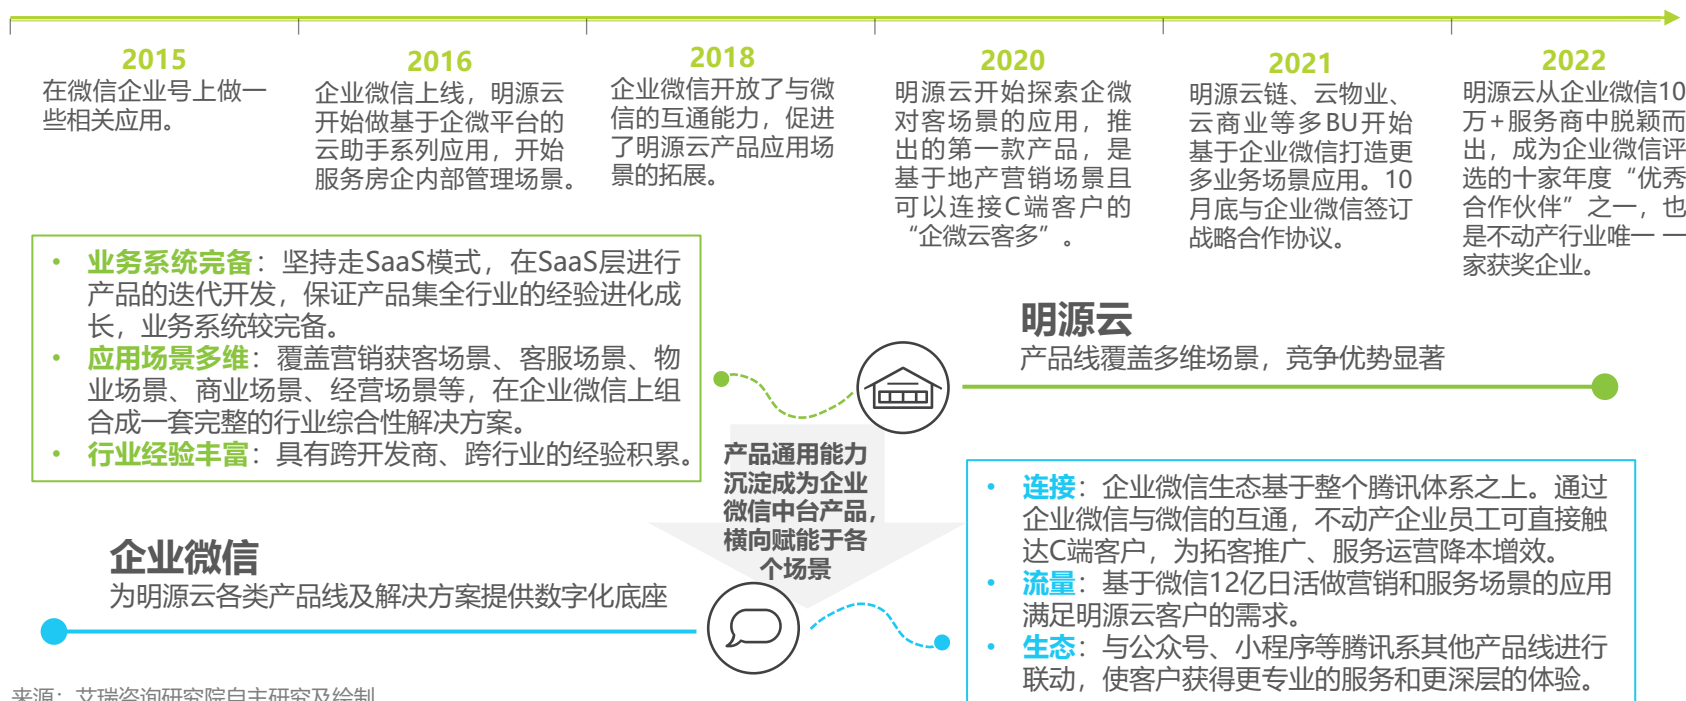 2015
在微信企业号上做一
些相关应用。
2016
企业微信上线，明源云
开始做基于企微平台的
云助手系列应用，开始
服务房企内部管理场景。
2018
企业微信开放了与微
信的互通能力，促进
了明源云产品应用场
景的拓展。
2020
明源云开始探索企微
对客场景的应用，推
出的第一款产品，是
基于地产营销场景且
可以连接C端客户的
“企微云客多”。
2021
明源云链、云物业、
云商业等多BU开始
基于企业微信打造更
多业务场景应用。10
月底与企业微信签订
战略合作协议。
2022
明源云从企业微信10
万+服务商中脱颖而
出，成为企业微信评
选的十家年度“优秀
合作伙伴”之一，也
是不动产行业唯一一
家获奖企业。
• 业务系统完备：坚持走SaaS模式，在SaaS层进行
产品的迭代开发，保证产品集全行业的经验进化成
长，业务系统较完备。
• 应用场景多维：覆盖营销获客场景、客服场景、物
业场景、商业场景、经营场景等，在企业微信上组
合成一套完整的行业综合性解决方案。
• 行业经验丰富：具有跨开发商、跨行业的经验积累。
明源云
产品线覆盖多维场景，竞争优势显著
产品通用能力
沉淀成为企业
微信中台产品，
横向赋能于各
个场景
企业微信
为明源云各类产品线及解决方案提供数字化底座
• 连接：企业微信生态基于整个腾讯体系之上。通过
企业微信与微信的互通，不动产企业员工可直接触
达C端客户，为拓客推广、服务运营降本增效。
• 流量：基于微信12亿日活做营销和服务场景的应用
满足明源云客户的需求。
• 生态：与公众号、小程序等腾讯系其他产品线进行
联动，使客户获得更专业的服务和更深层的体验。
来源：艾瑞咨询研究院自主研究及绘制